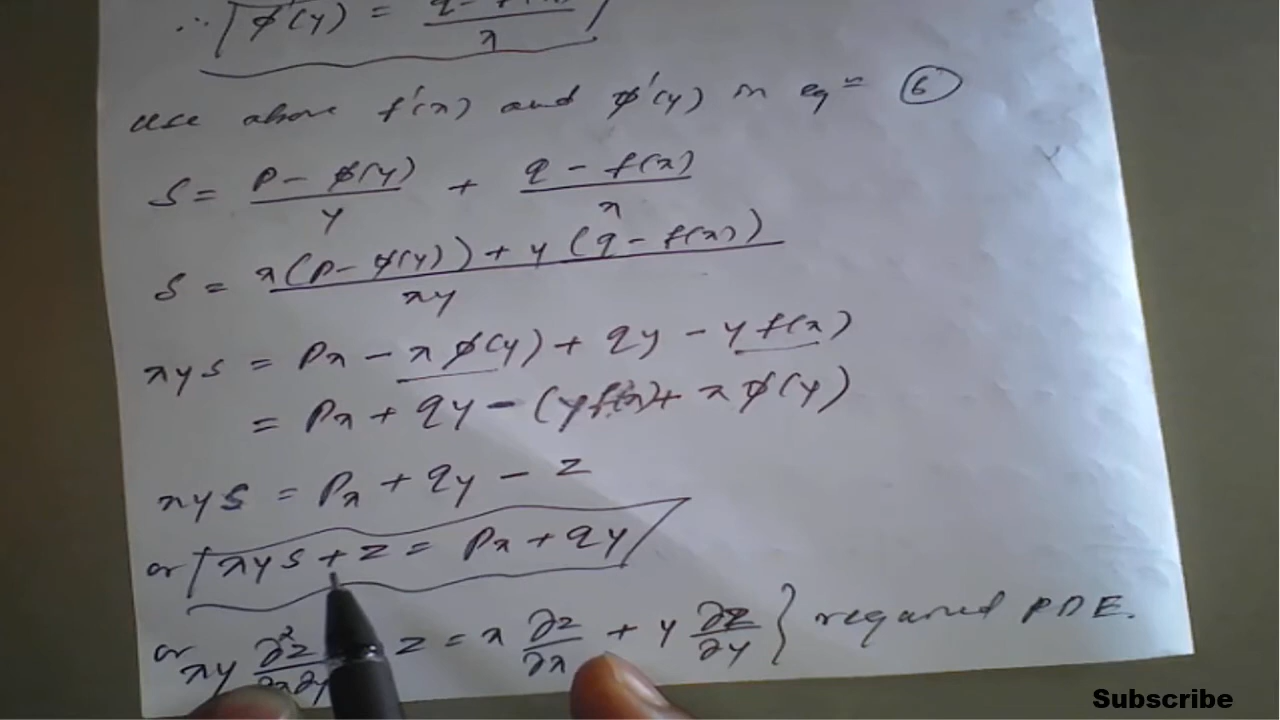 ∴ φ'(y) = q - f(x) / x
use above f'(x) and φ'(y) in eqn 6
S = p - φ(y) / y + q - f(x) / x
S = x(p - φ(y)) + y(q - f(x)) / xy
xys = px - xφ(y) + qy - yf(x)
= px + qy - (yf(x) + xφ(y)
xys = px + qy - z
or xys + z = px + qy
or xy ∂²z / ∂x∂y z = x ∂z/∂x + y ∂z/∂y } required PDE.
Subscribe